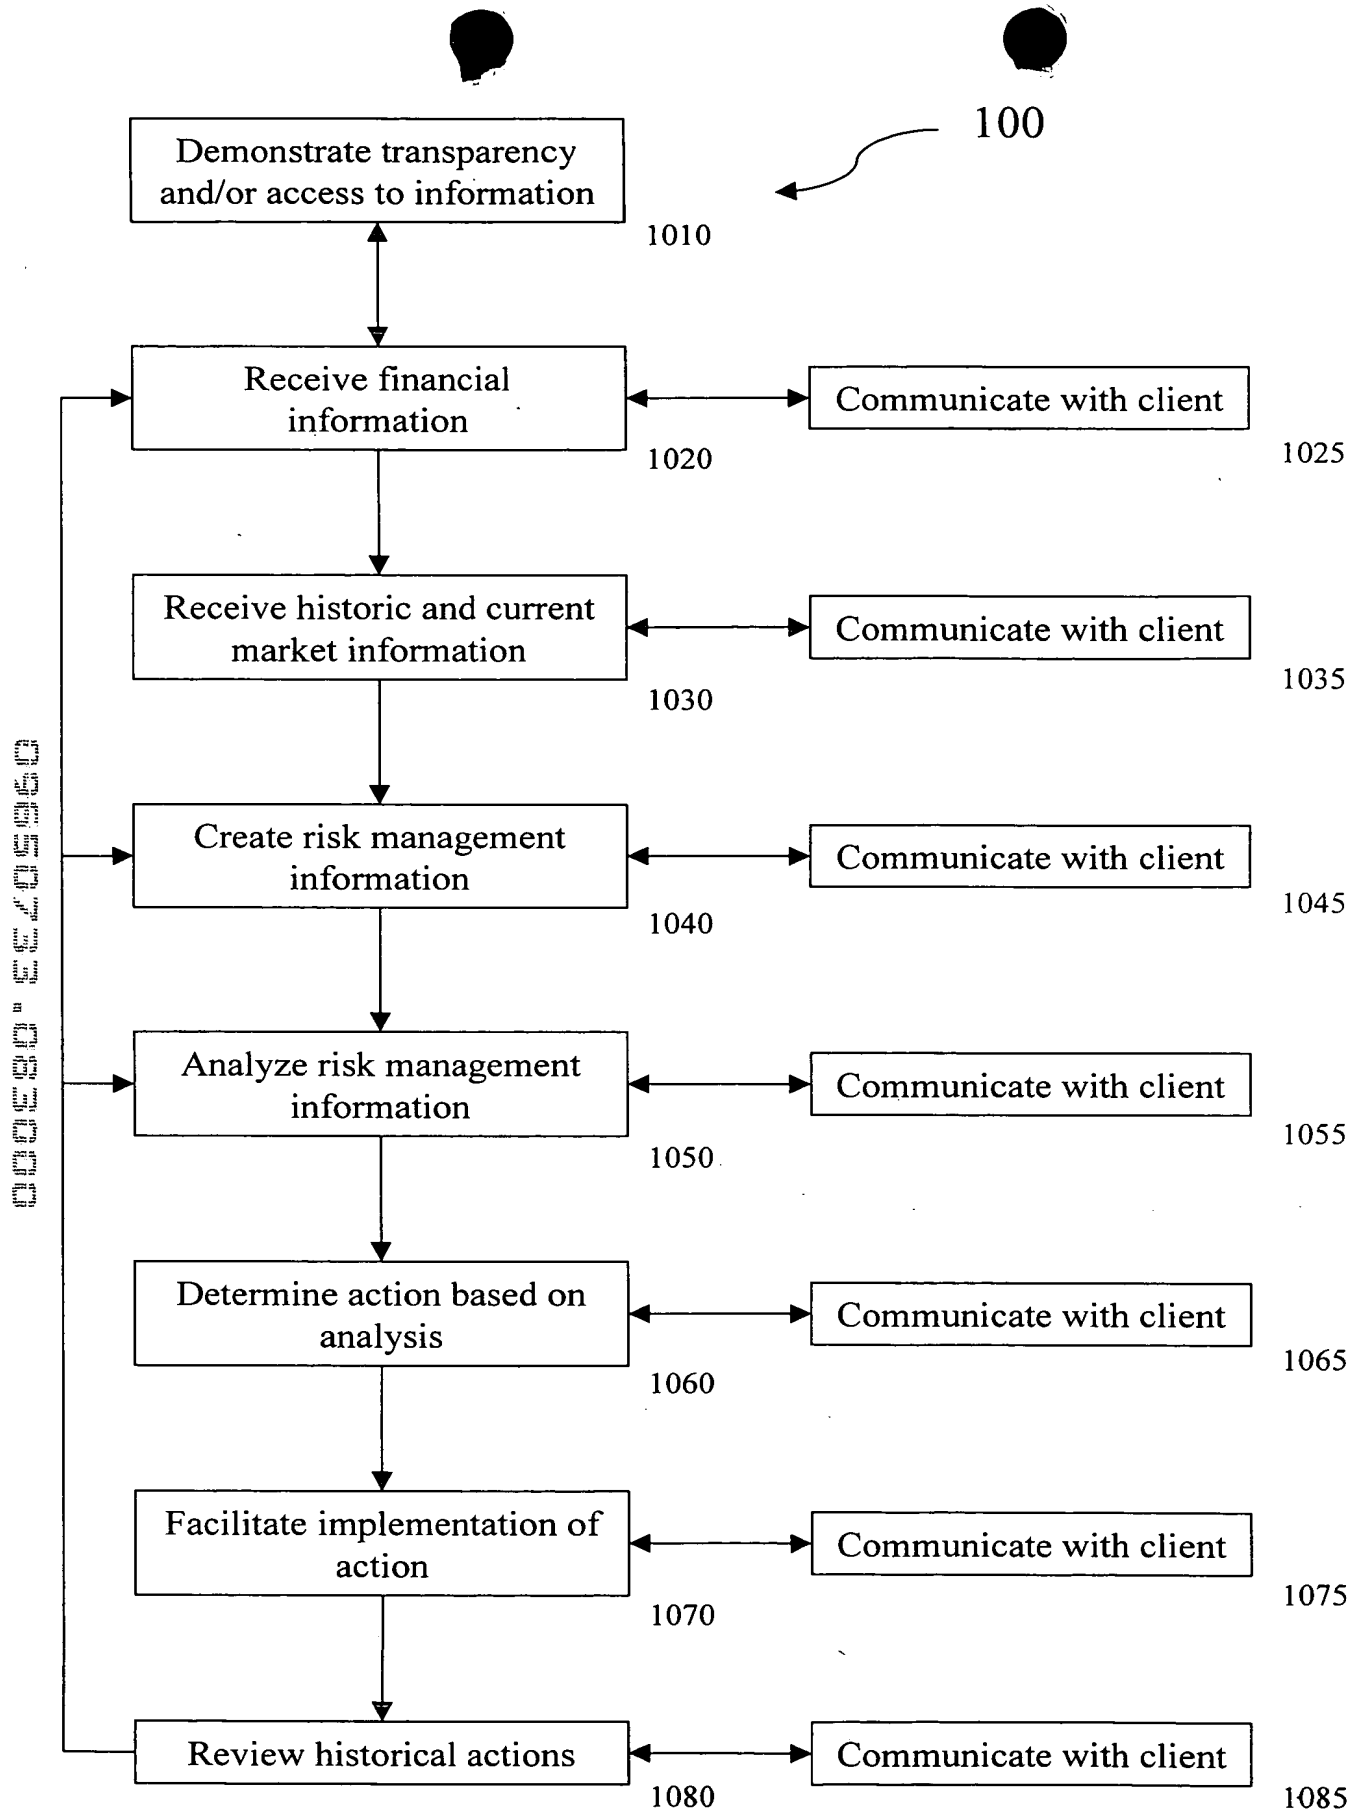 100
Demonstrate transparency
and/or access to information
1010
Receive financial
information
1020
Communicate with client
1025
Receive historic and current
market information
1030
Communicate with client
1035
Create risk management
information
1040
Communicate with client
1045
Analyze risk management
information
1050
Communicate with client
1055
Determine action based on
analysis
1060
Communicate with client
1065
Facilitate implementation of
action
1070
Communicate with client
1075
Review historical actions
1080
Communicate with client
1085
09650733.083000